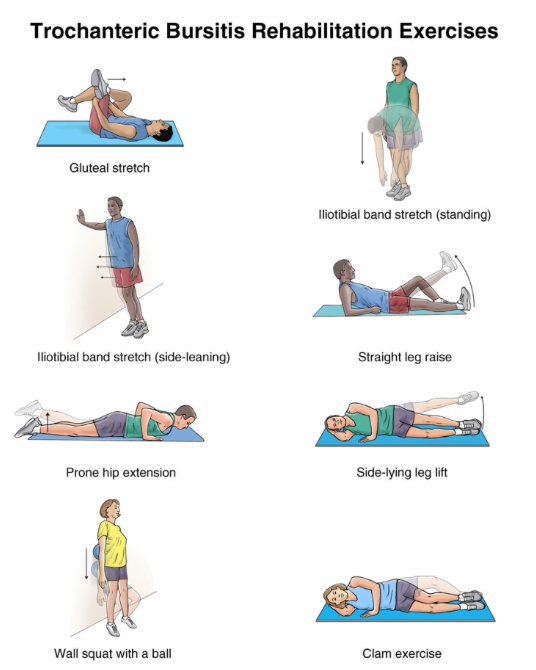 Trochanteric Bursitis Rehabilitation Exercises
Gluteal stretch
Iliotibial band stretch (standing)
Iliotibial band stretch (side-leaning)
Straight leg raise
Prone hip extension
Side-lying leg lift
Wall squat with a ball
Clam exercise